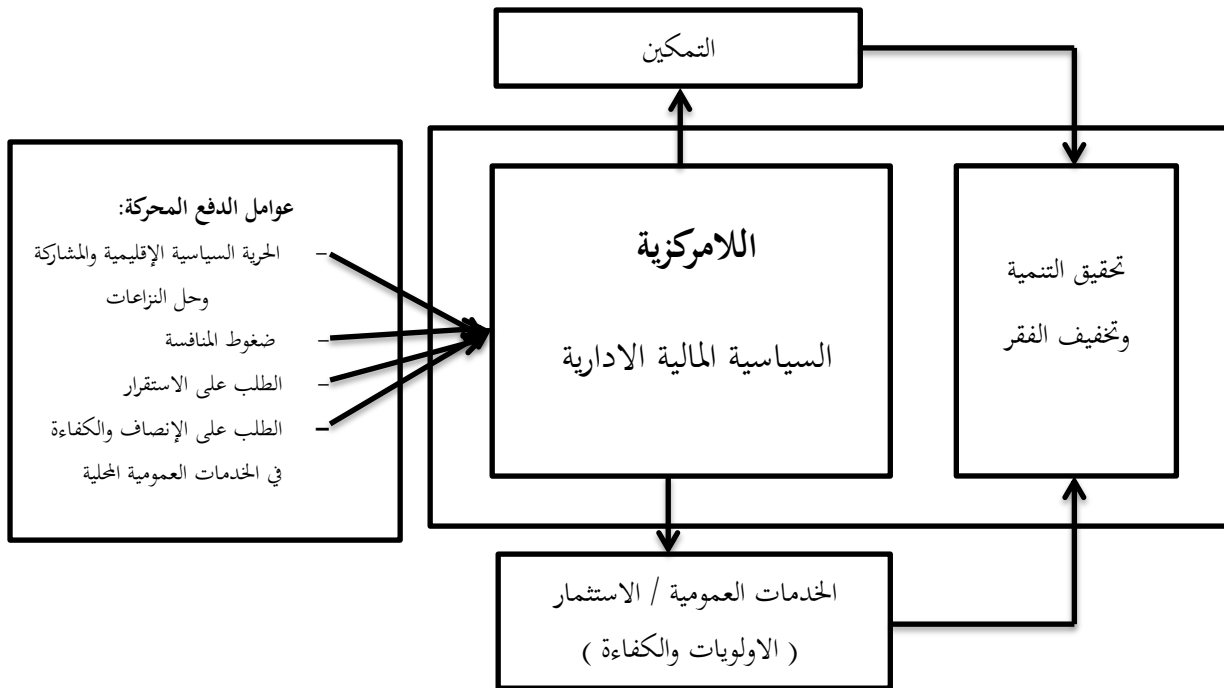 التمكين
عوامل الدفع المحركة:
- الحرية السياسية الإقليمية والمشاركة
وحل النزاعات
- ضغوط المنافسة
- الطلب على الاستقرار
- الطلب على الإنصاف والكفاءة
في الخدمات العمومية المحلية
اللامركزية
السياسية المالية الادارية
تحقيق التنمية
وتخفيف الفقر
الخدمات العمومية / الاستثمار
( الاولويات والكفاءة )